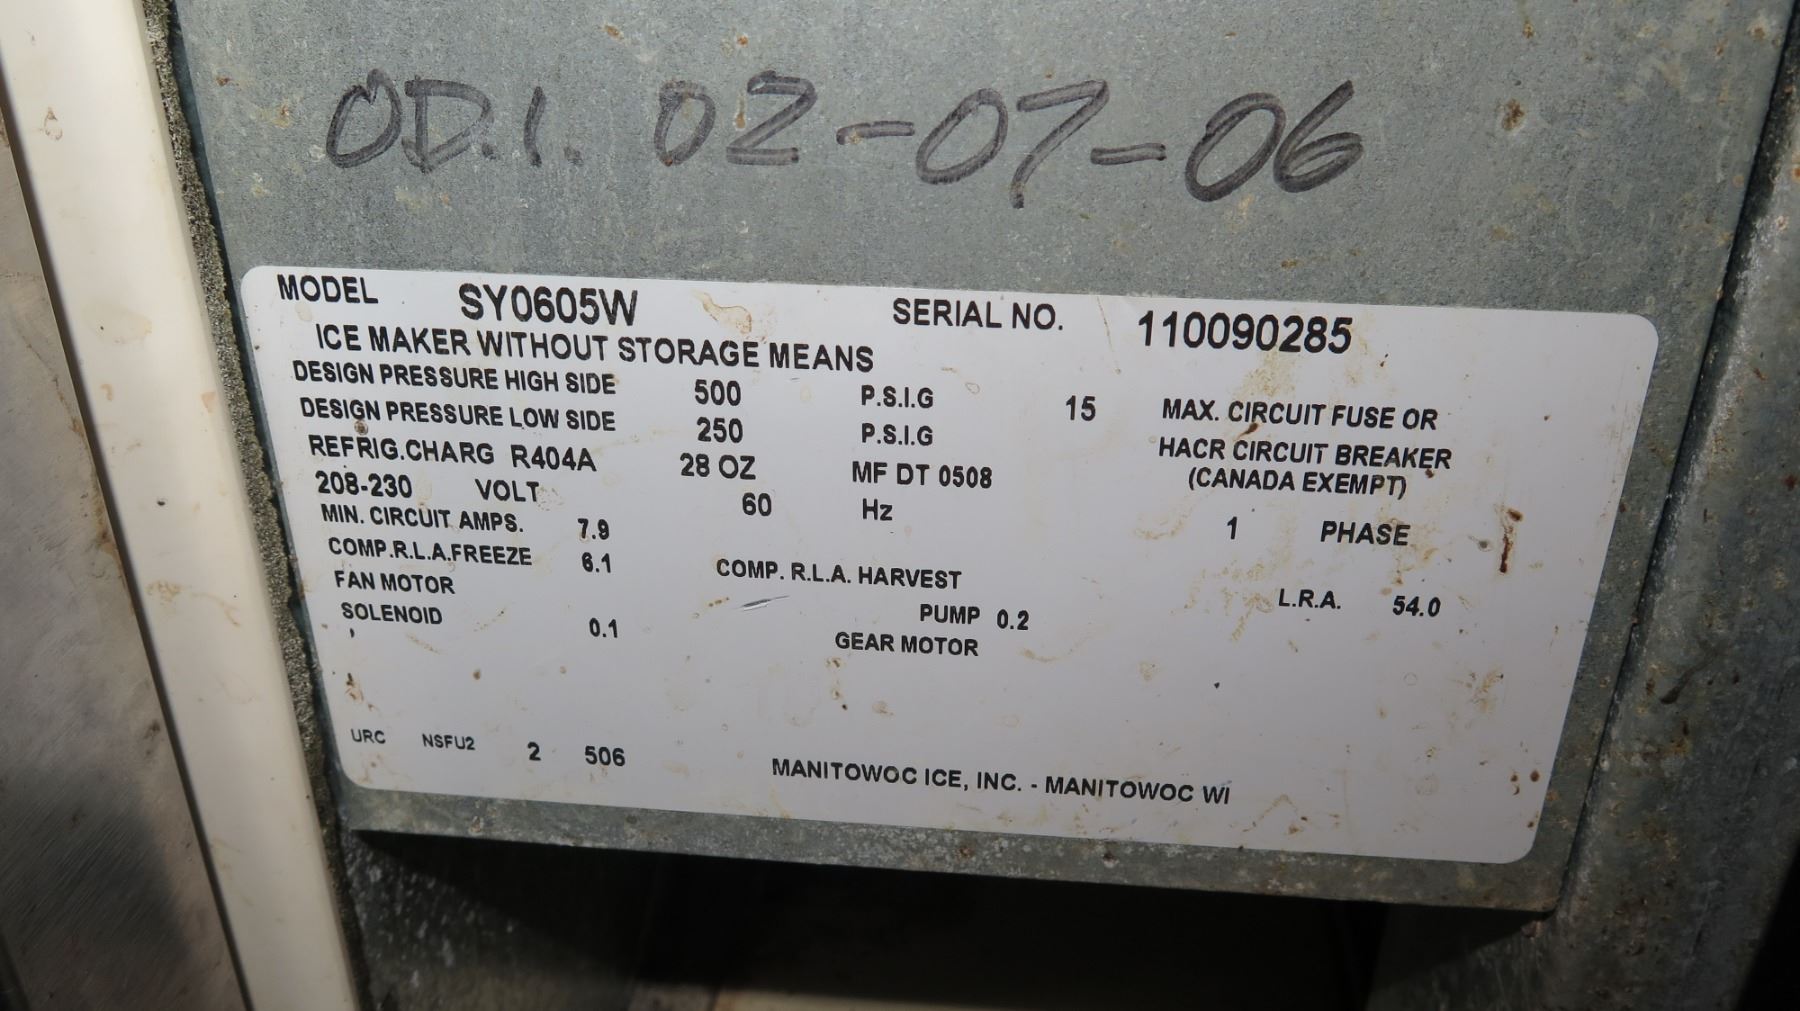 OD.I. 02-07-06
MODEL SY0605W SERIAL NO. 110090285
ICE MAKER WITHOUT STORAGE MEANS
DESIGN PRESSURE HIGH SIDE 500 P.S.I.G 15 MAX. CIRCUIT FUSE OR
DESIGN PRESSURE LOW SIDE 250 P.S.I.G HACR CIRCUIT BREAKER
REFRIG.CHARG R404A 28 OZ MF DT 0508 (CANADA EXEMPT)
208-230 VOLT 60 Hz 1 PHASE
MIN. CIRCUIT AMPS. 7.9
COMP.R.L.A.FREEZE 6.1 COMP. R.L.A. HARVEST L.R.A. 54.0
FAN MOTOR PUMP 0.2
SOLENOID 0.1 GEAR MOTOR
URC NSFU2 2 506 MANITOWOC ICE, INC. - MANITOWOC WI